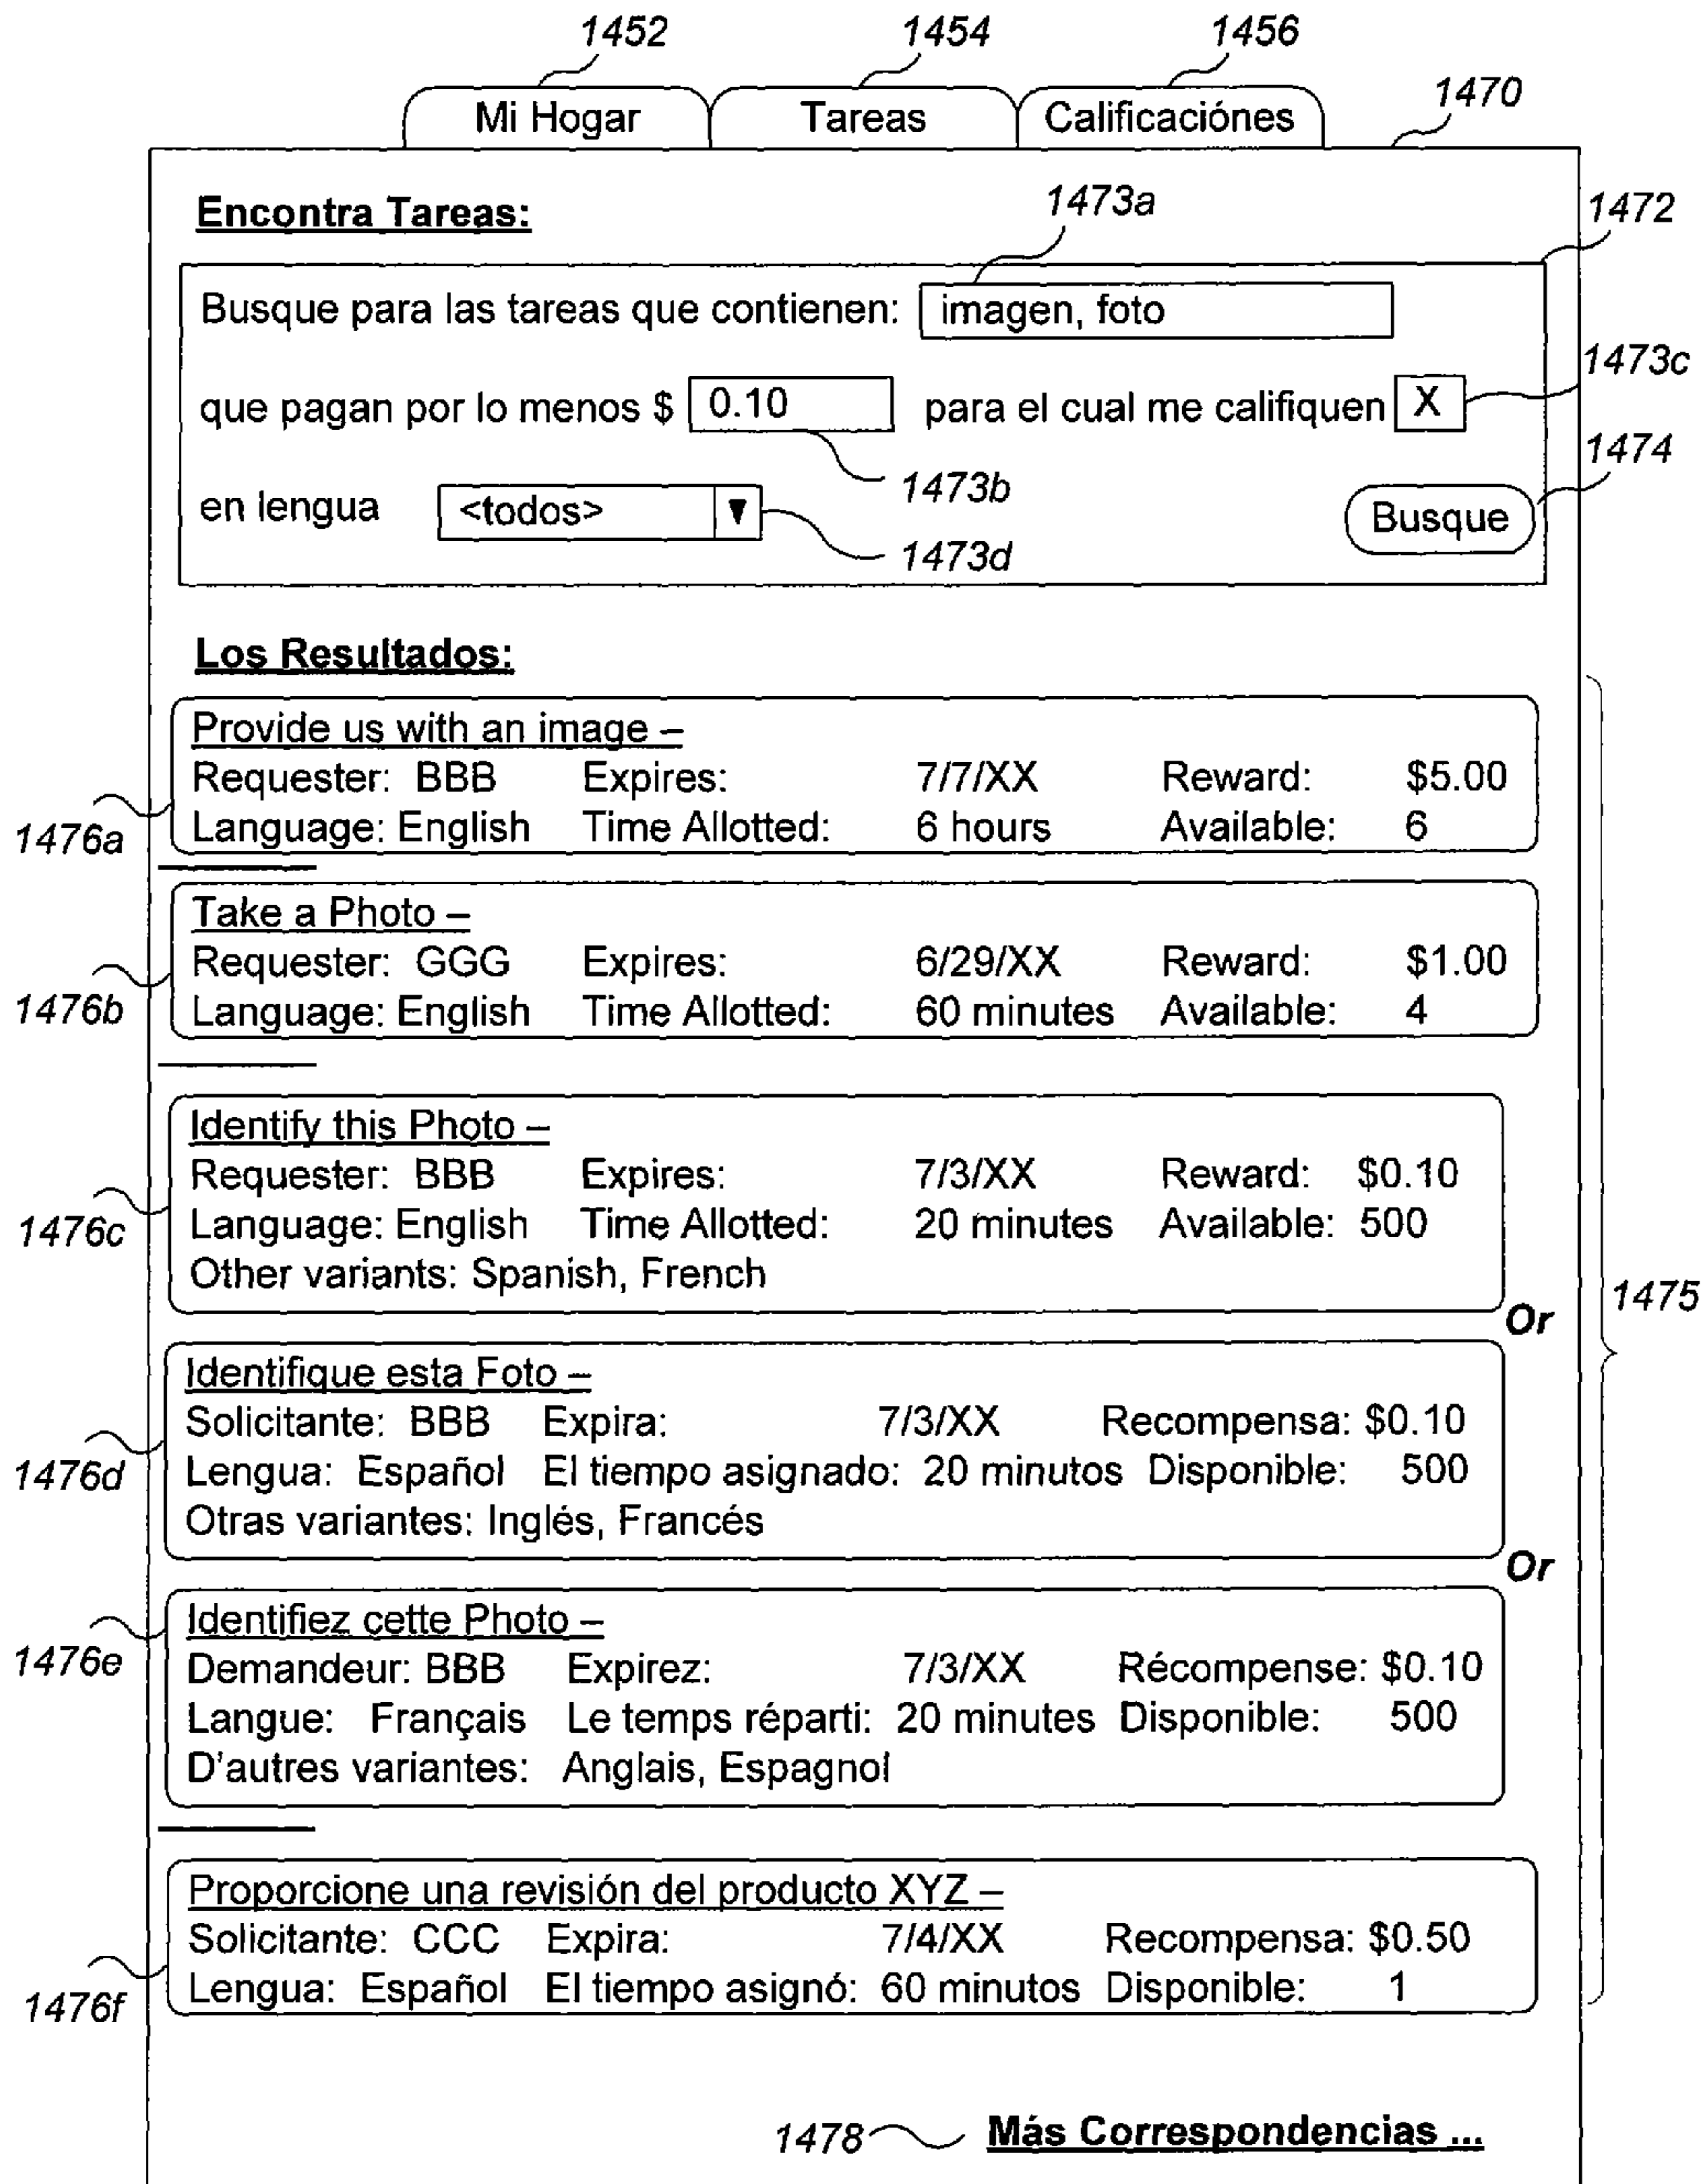 1452 1454 1456
Mi Hogar Tareas Calificaciónes 1470
Encontra Tareas: 1473a 1472
Busque para las tareas que contienen: imagen, foto
1473c
que pagan por lo menos $ 0.10 para el cual me califiquen X
1473b 1474
en lengua <todos> ▼ Busque
1473d
Los Resultados:
Provide us with an image –
Requester: BBB Expires: 7/7/XX Reward: $5.00
1476a Language: English Time Allotted: 6 hours Available: 6
Take a Photo –
Requester: GGG Expires: 6/29/XX Reward: $1.00
1476b Language: English Time Allotted: 60 minutes Available: 4
Identify this Photo –
Requester: BBB Expires: 7/3/XX Reward: $0.10
1476c Language: English Time Allotted: 20 minutes Available: 500
Other variants: Spanish, French
Or 1475
Identifique esta Foto –
Solicitante: BBB Expira: 7/3/XX Recompensa: $0.10
1476d Lengua: Español El tiempo asignado: 20 minutos Disponible: 500
Otras variantes: Inglés, Francés
Or
Identifiez cette Photo –
1476e Demandeur: BBB Expirez: 7/3/XX Récompense: $0.10
Langue: Français Le temps réparti: 20 minutes Disponible: 500
D'autres variantes: Anglais, Espagnol
Proporcione una revisión del producto XYZ –
Solicitante: CCC Expira: 7/4/XX Recompensa: $0.50
1476f Lengua: Español El tiempo asignó: 60 minutos Disponible: 1
1478 Más Correspondencias ...